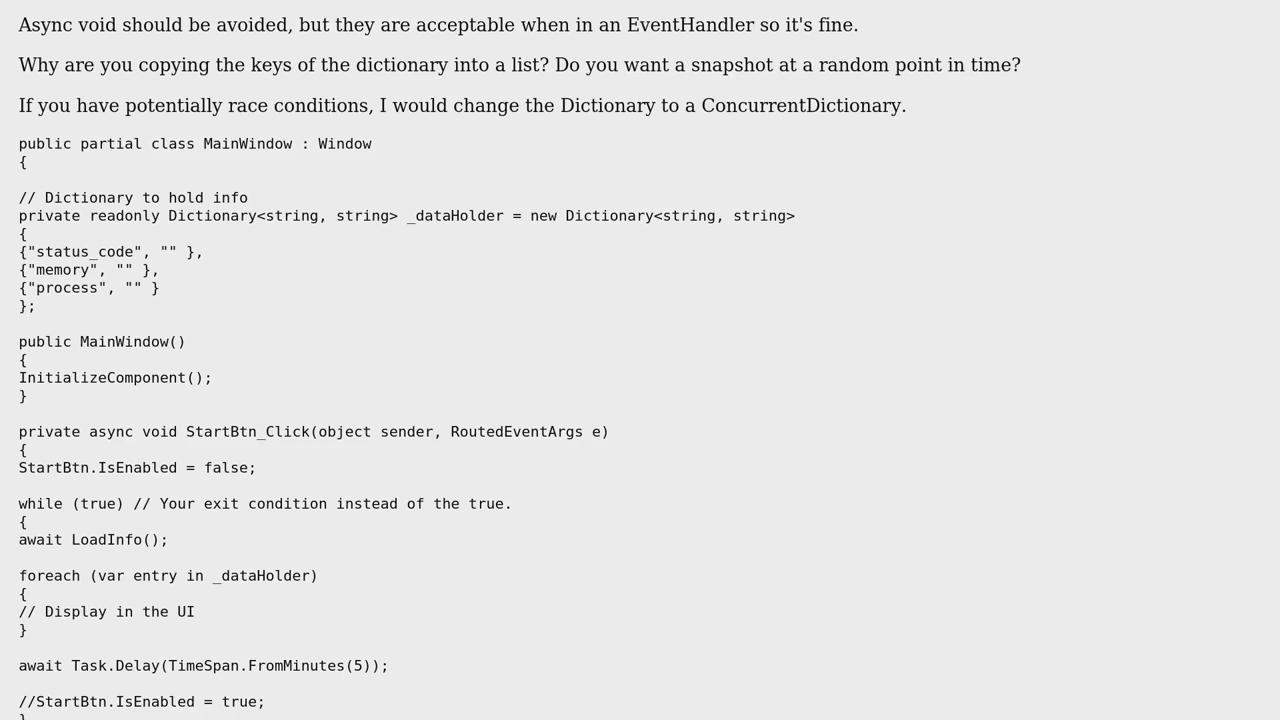 Async void should be avoided, but they are acceptable when in an EventHandler so it's fine.
Why are you copying the keys of the dictionary into a list? Do you want a snapshot at a random point in time?
If you have potentially race conditions, I would change the Dictionary to a ConcurrentDictionary.
public partial class MainWindow : Window
{
// Dictionary to hold info
private readonly Dictionary<string, string> _dataHolder = new Dictionary<string, string>
{
{"status_code", "" },
{"memory", "" },
{"process", "" }
};
public MainWindow()
{
InitializeComponent();
}
private async void StartBtn_Click(object sender, RoutedEventArgs e)
{
StartBtn.IsEnabled = false;
while (true) // Your exit condition instead of the true.
{
await LoadInfo();
foreach (var entry in _dataHolder)
{
// Display in the UI
}
await Task.Delay(TimeSpan.FromMinutes(5));
//StartBtn.IsEnabled = true;
}